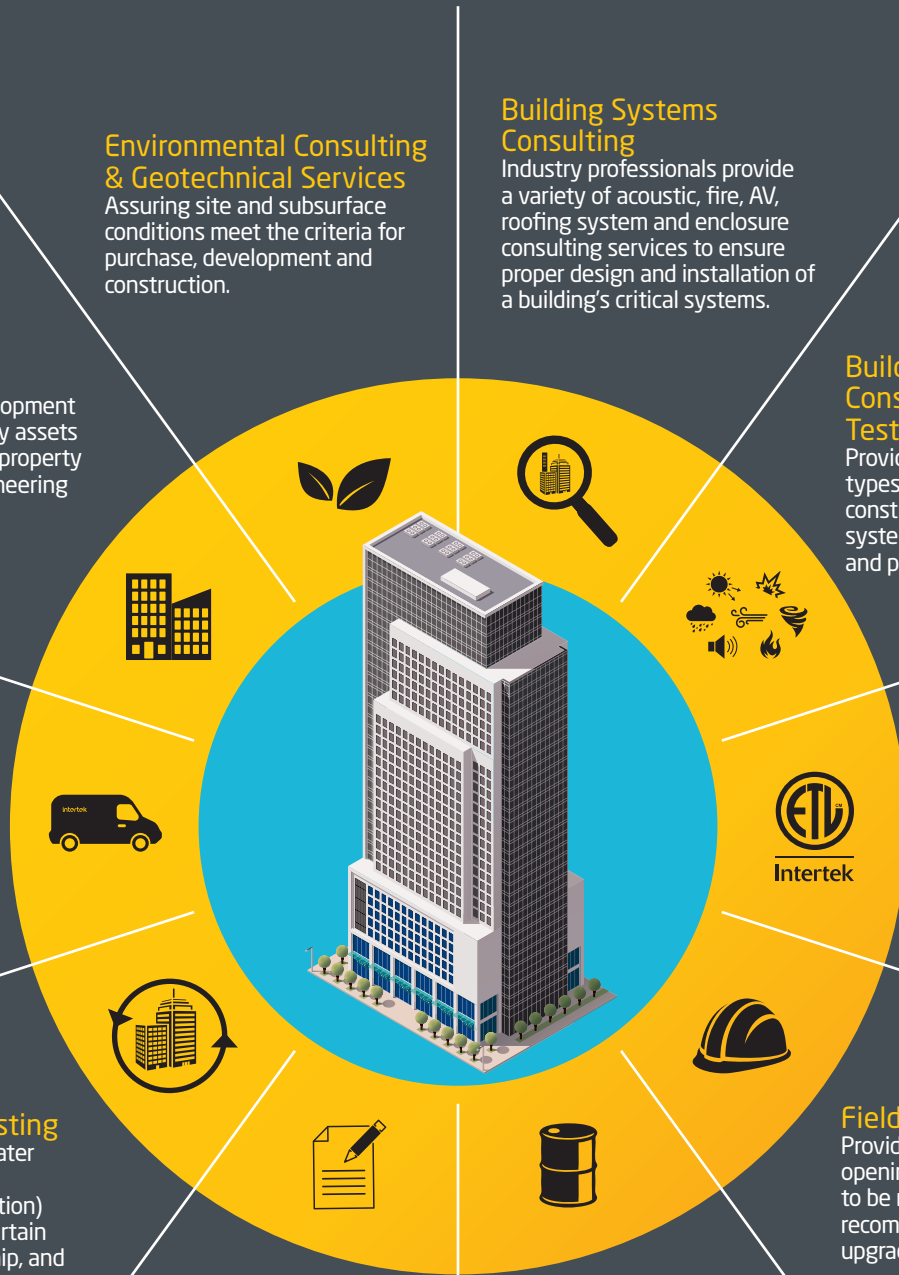 Environmental Consulting
& Geotechnical Services
Assuring site and subsurface
conditions meet the criteria for
purchase, development and
construction.
Building Systems
Consulting
Industry professionals provide
a variety of acoustic, fire, AV,
roofing system and enclosure
consulting services to ensure
proper design and installation of
a building's critical systems.
opment
y assets
property
neering
Build
Cons
Test
Provid
types
const
syste
and p
intertek
ETL CM
Intertek
sting
ater
tion)
rtain
ip, and
Field
Provid
openin
to be r
recom
upgrad